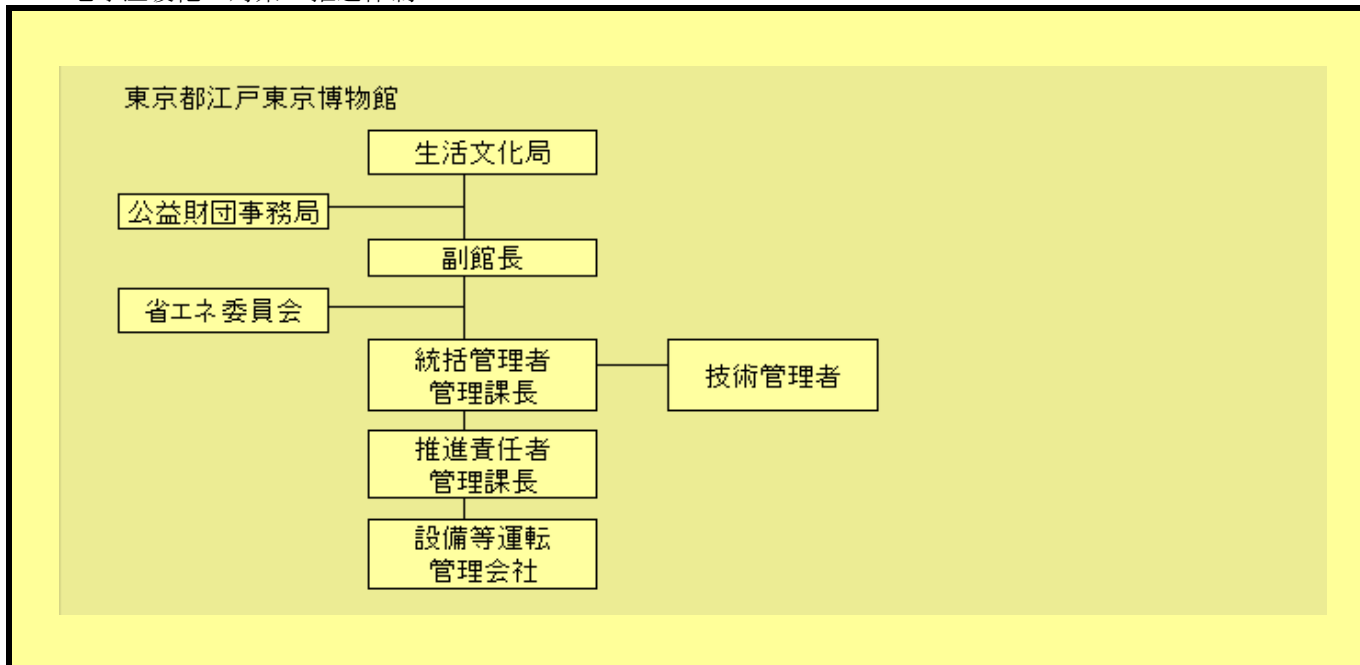 東京都江戸東京博物館
生活文化局
公益財団事務局
副館長
省エネ委員会
統括管理者
管理課長
技術管理者
推進責任者
管理課長
設備等運転
管理会社